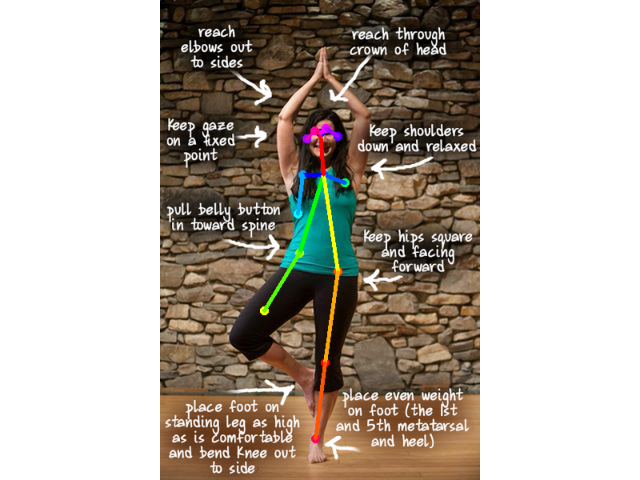 reach
elbows out
to sides
reach through
crown of head
Keep gaze
on a fixed
point
Keep shoulders
down and relaxed
pull belly button
in toward spine
Keep hips square
and facing
forward
place foot on
standing leg as high
as is comfortable
and bend knee out
to side
place even weight
on foot (the 1st
and 5th metatarsal
and heel)